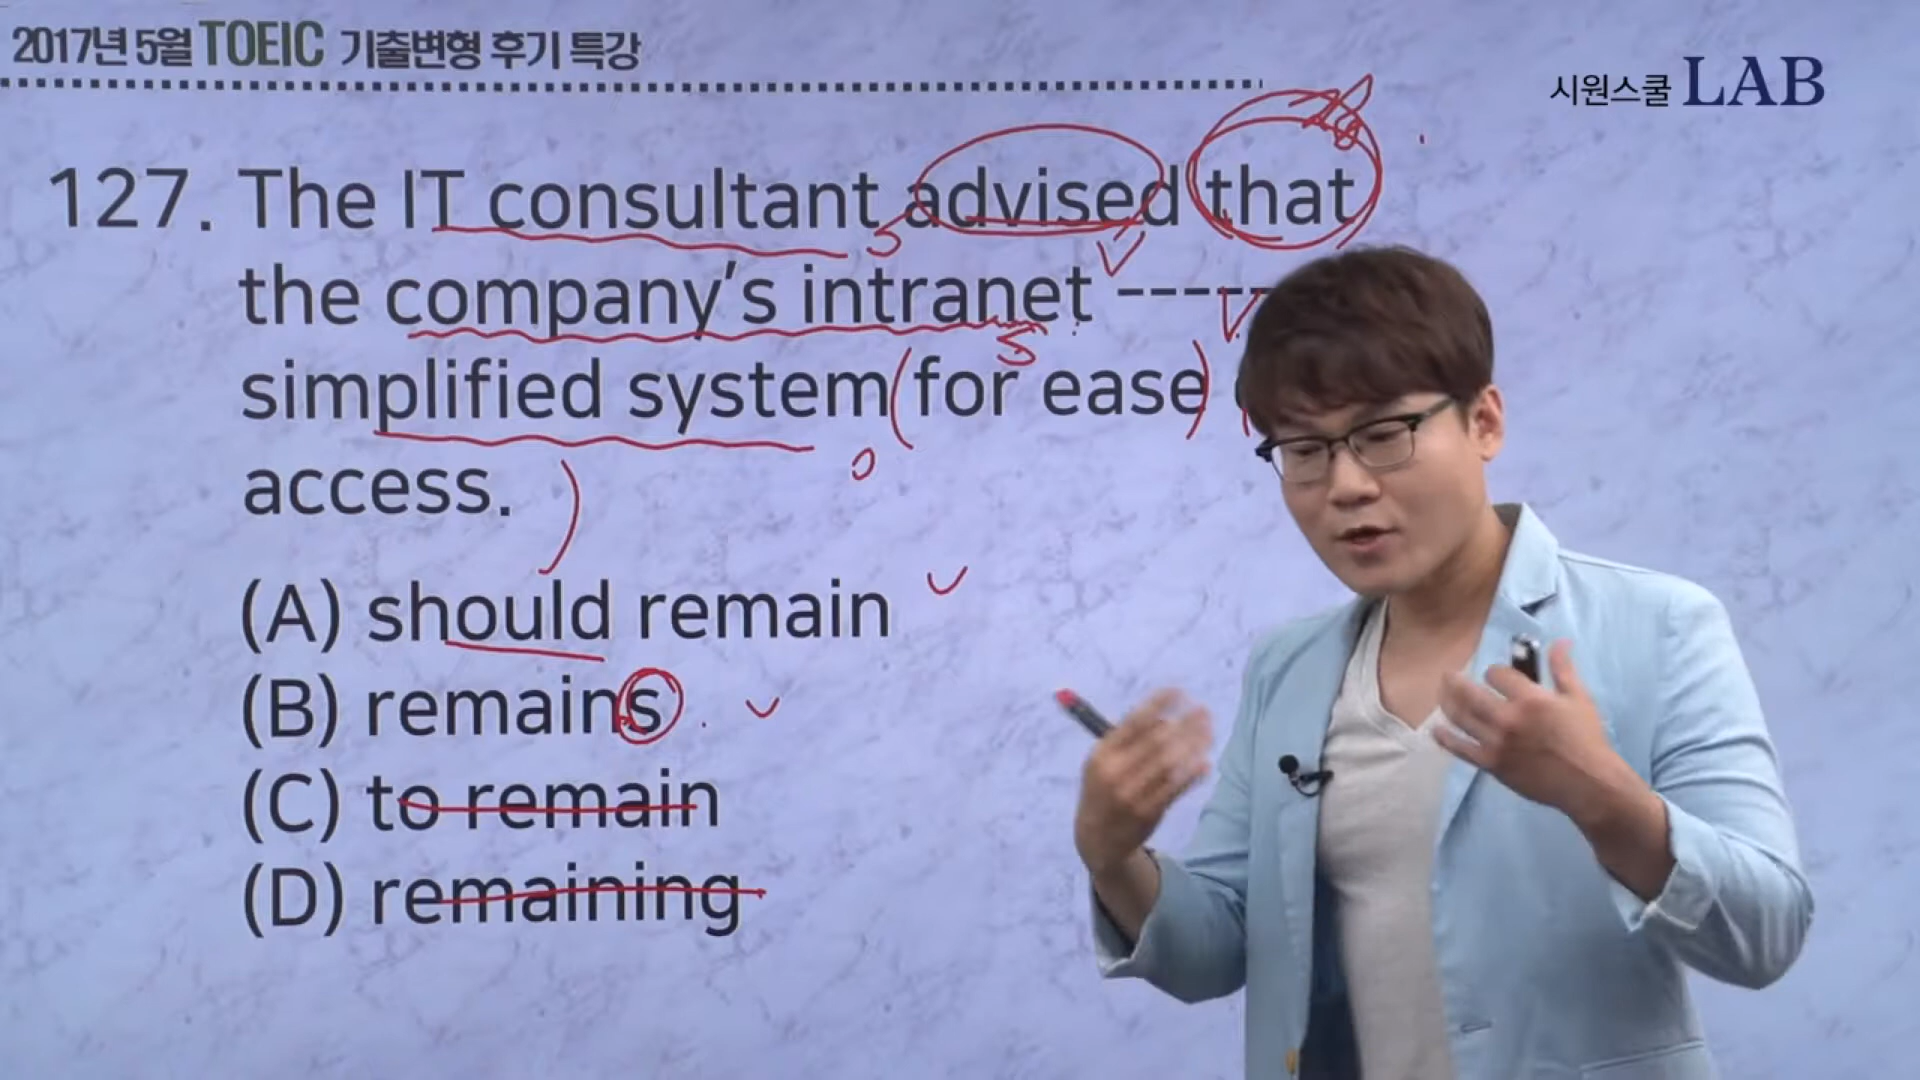 2017년 5월 TOEIC 기출변형 후기 특강
시원스쿨 LAB
127. The IT consultant advised that
the company's intranet -----
simplified system for ease
access.
(A) should remain
(B) remains
(C) to remain
(D) remaining